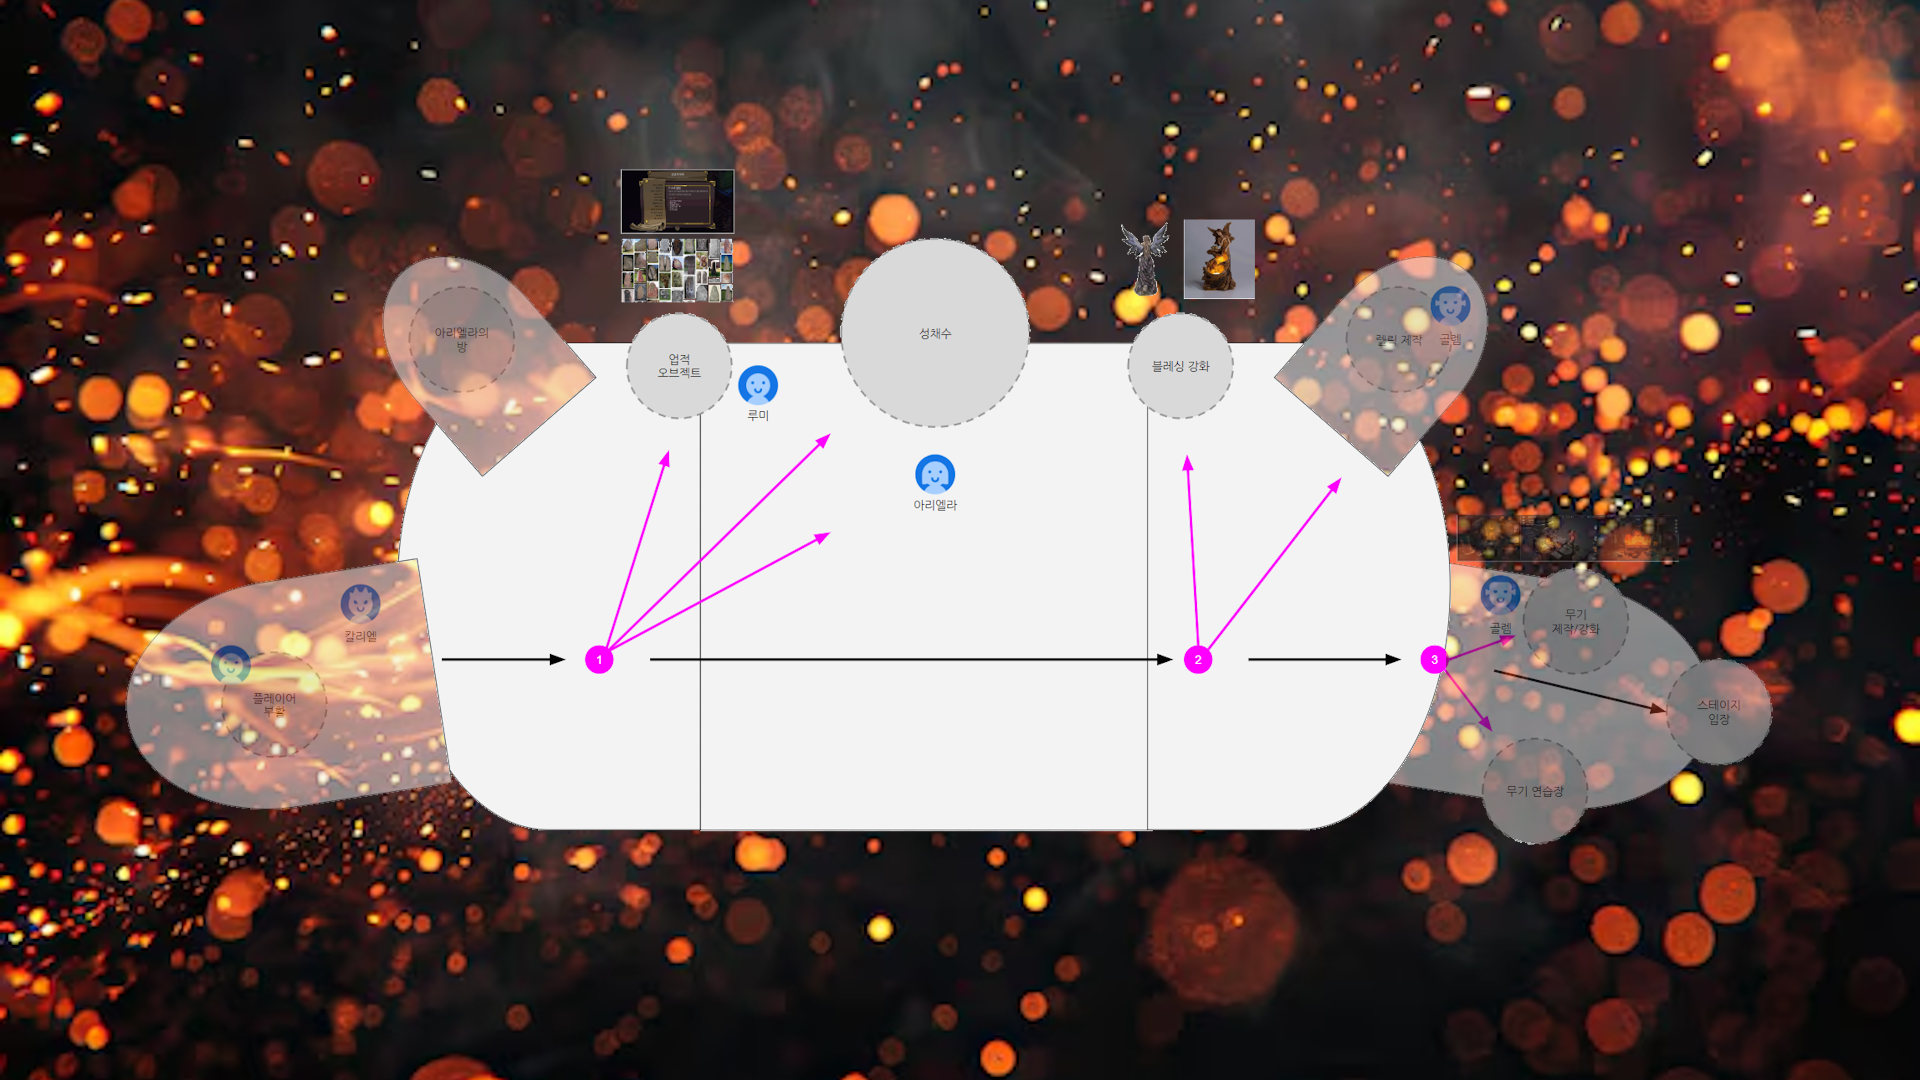 아리엘라의
방
업적
오브젝트
루미
성채수
아리엘라
블레싱 강화
렐릭 제작
골렘
칼리엘
플레이어
부활
1
2
3
골렘
무기
제작/강화
스테이지
입장
무기 연습장